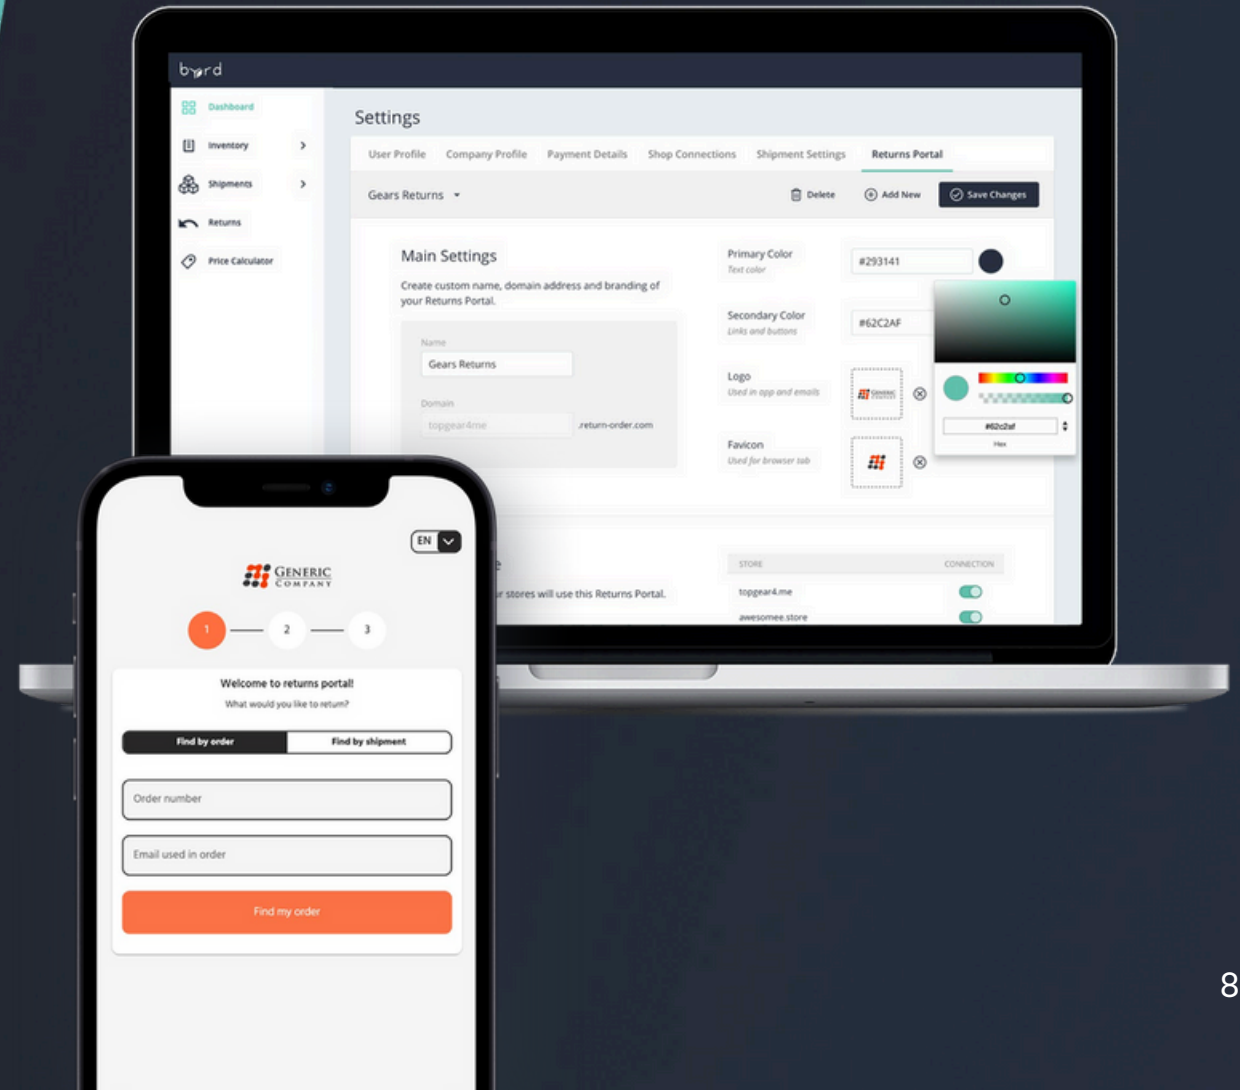 byrd
Dashboard
Inventory
Shipments
Returns
Price Calculator
Settings
User Profile Company Profile Payment Details Shop Connections Shipment Settings Returns Portal
Gears Returns Delete Add New Save Changes
Main Settings
Create custom name, domain address and branding of
your Returns Portal.
Name
Gears Returns
Domain
topgear4me .return-order.com
Primary Color
Text color
#293141
Secondary Color
Links and buttons
#62C2AF
Logo
Used in app and emails
GENERIC
COMPANY
Favicon
Used for browser tab
#62c2af
Hex
e
r stores will use this Returns Portal.
STORE CONNECTION
topgear4.me
awesomee.store
EN
GENERIC
COMPANY
1 2 3
Welcome to returns portal!
What would you like to return?
Find by order Find by shipment
Order number
Email used in order
Find my order
8